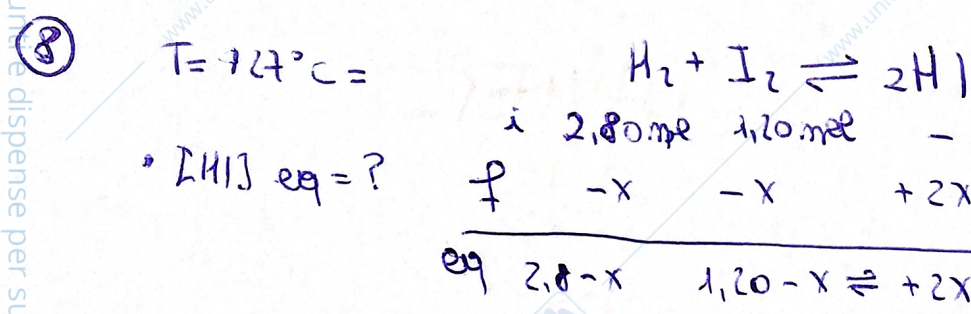 ⑧ T= 727°C = H₂ + I₂ ⇌ 2HI
i 2,80 mol 1,20 mol -
• [HI] eq = ? f -x -x +2x
eq 2,8-x 1,20-x ⇌ +2x